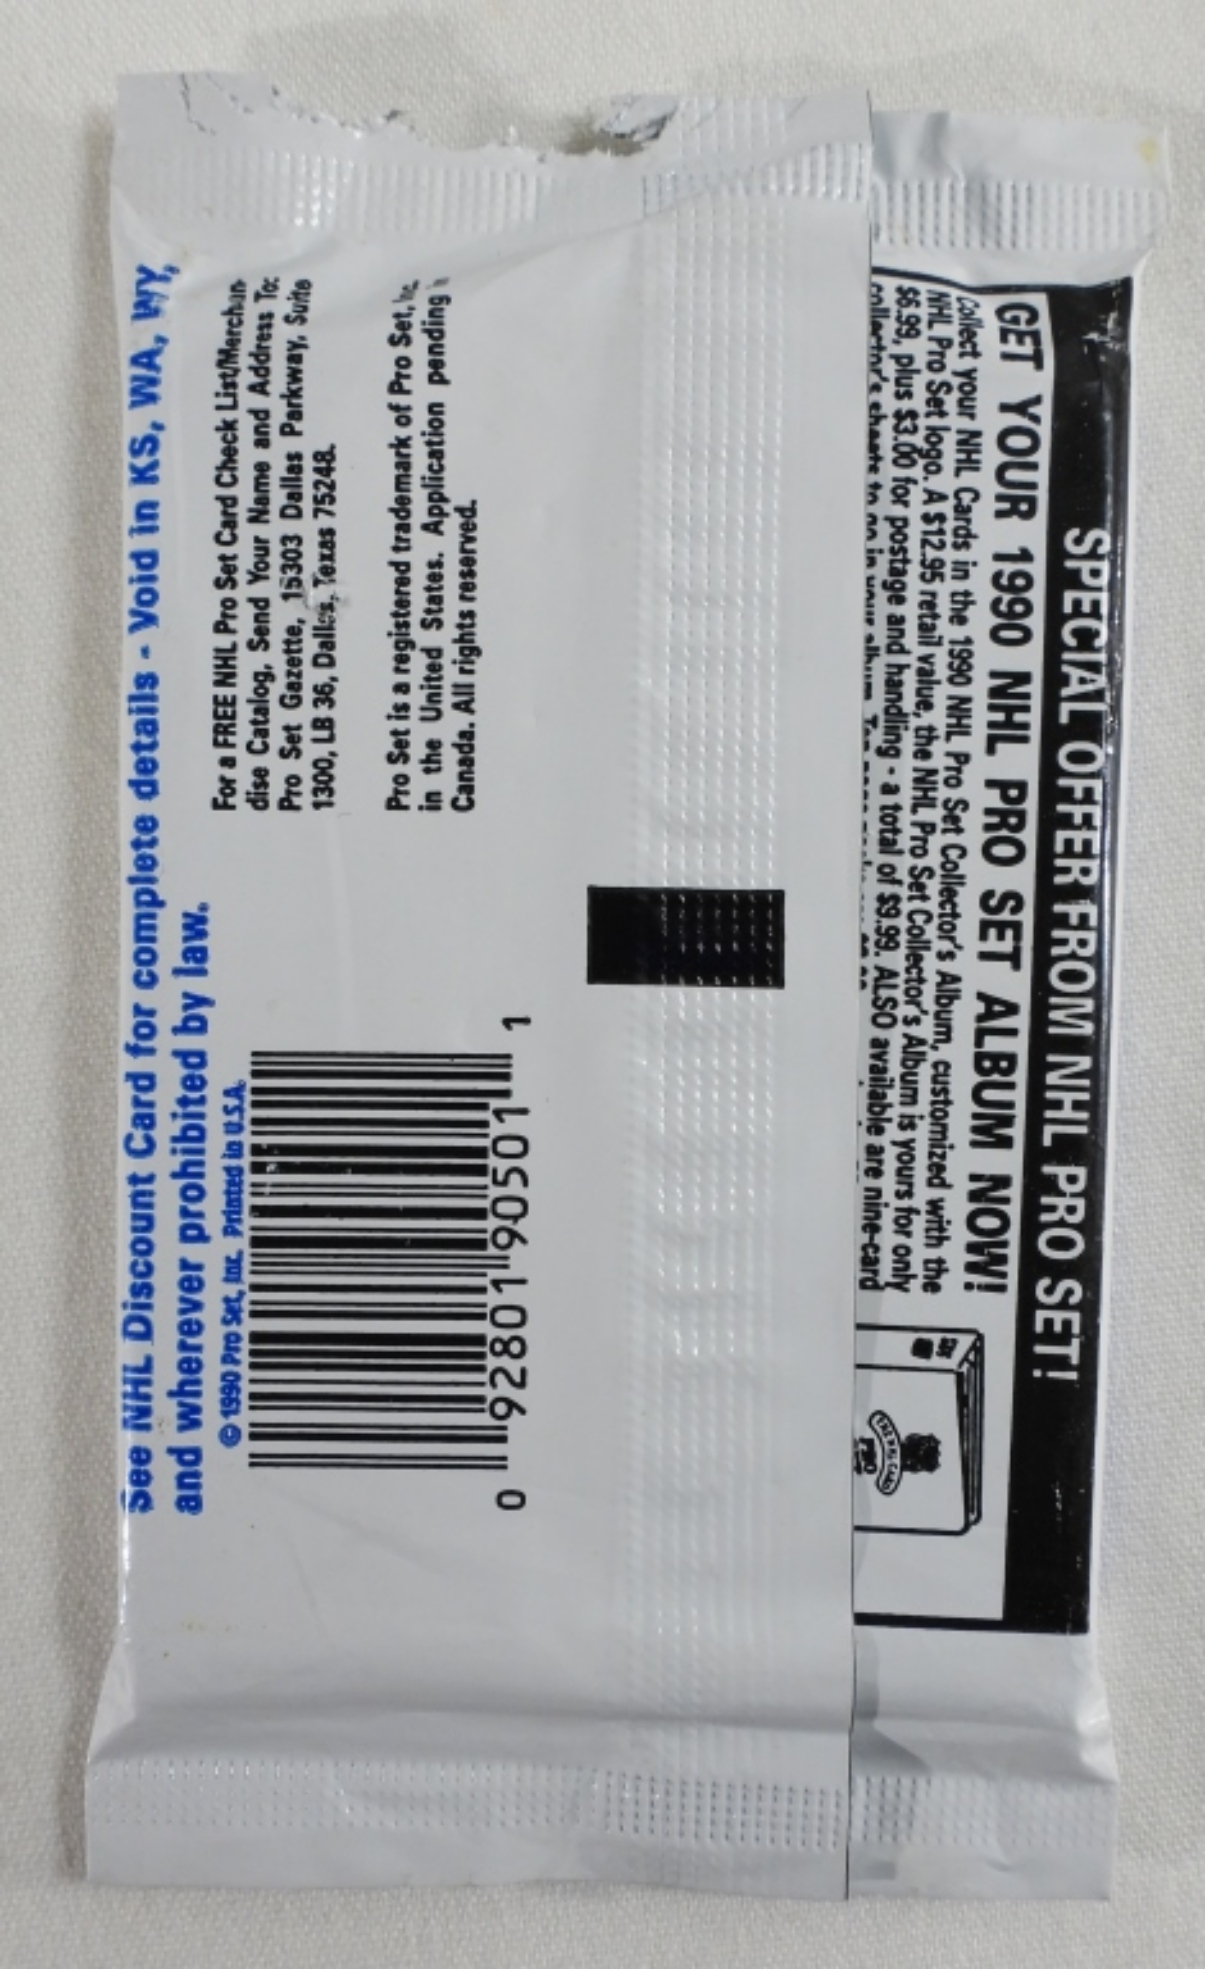 See NHL Discount Card for complete details - Void in KS, WA, WY,
and wherever prohibited by law.
© 1990 Pro Set, Inc. Printed in U.S.A.
For a FREE NHL Pro Set Card Check List/Merchan-
dise Catalog, Send Your Name and Address To:
Pro Set Gazette, 15303 Dallas Parkway, Suite
1300, LB 36, Dallas, Texas 75248.
Pro Set is a registered trademark of Pro Set, Inc.
in the United States. Application pending
Canada. All rights reserved.
0 92801 90501 1
SPECIAL OFFER FROM NHL PRO SET!
GET YOUR 1990 NHL PRO SET ALBUM NOW!
Collect your NHL Cards in the 1990 NHL Pro Set Collector's Album, customized with the
NHL Pro Set logo. A $12.95 retail value, the NHL Pro Set Collector's Album is yours for only
$6.99, plus $3.00 for postage and handling - a total of $9.99. ALSO available are nine-card
collector's sheets to go in your album.
PRO